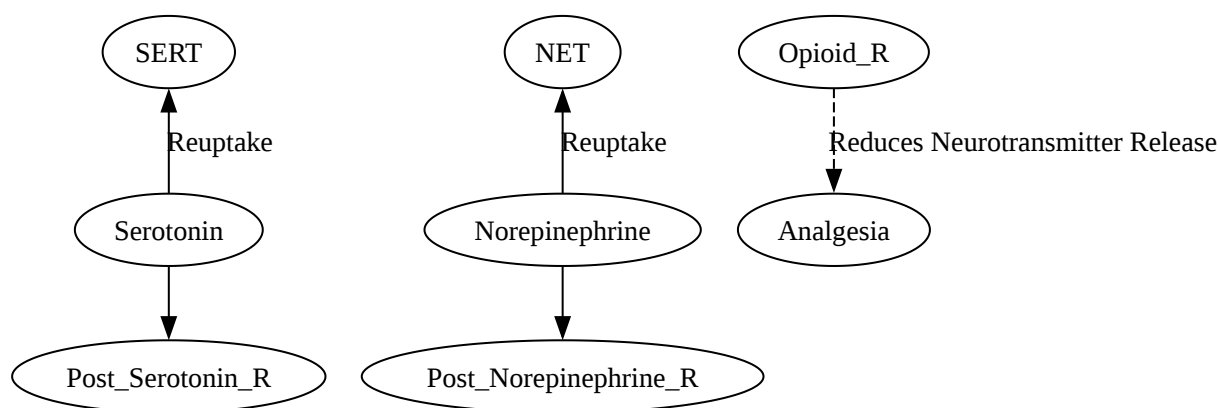 SERT
NET
Opioid_R
Reuptake
Reuptake
Reduces Neurotransmitter Release
Serotonin
Norepinephrine
Analgesia
Post_Serotonin_R
Post_Norepinephrine_R